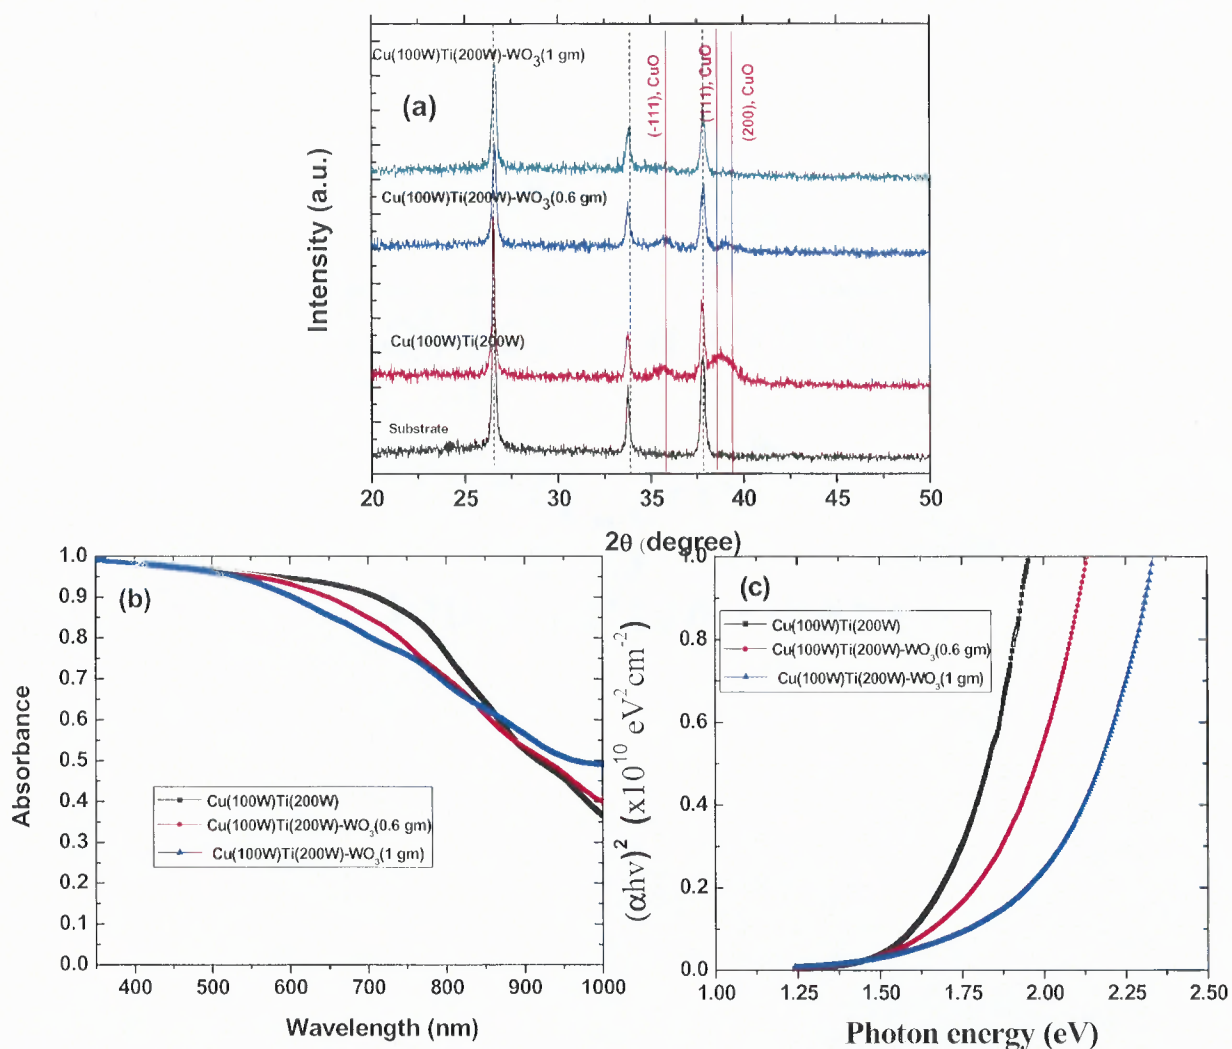 Cu(100W)Ti(200W)-WO3(1 gm)
(a)
(-111), CuO
(111), CuO
(200), CuO
Cu(100W)Ti(200W)-WO3(0.6 gm)
Intensity (a.u.)
Cu(100W)Ti(200W)
Substrate
20 25 30 35 40 45 50
2θ (degree)
1.0
0.9
0.8
0.7
0.6
0.5
0.4
0.3
0.2
0.1
0.0
(b)
Absorbance
Cu(100W)Ti(200W)
Cu(100W)Ti(200W)-WO3(0.6 gm)
Cu(100W)Ti(200W)-WO3(1 gm)
400 500 600 700 800 900 1000
Wavelength (nm)
1.0
0.8
0.6
0.4
0.2
0.0
(c)
(αhv)² (x10¹⁰ eV² cm⁻²)
Cu(100W)Ti(200W)
Cu(100W)Ti(200W)-WO3(0.6 gm)
Cu(100W)Ti(200W)-WO3(1 gm)
1.00 1.25 1.50 1.75 2.00 2.25 2.50
Photon energy (eV)